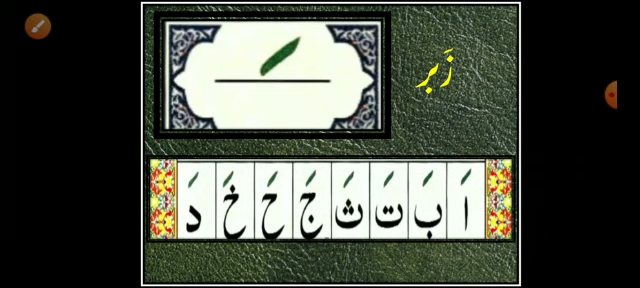 زَبر
اَ بَ تَ ثَ جَ حَ خَ دَ